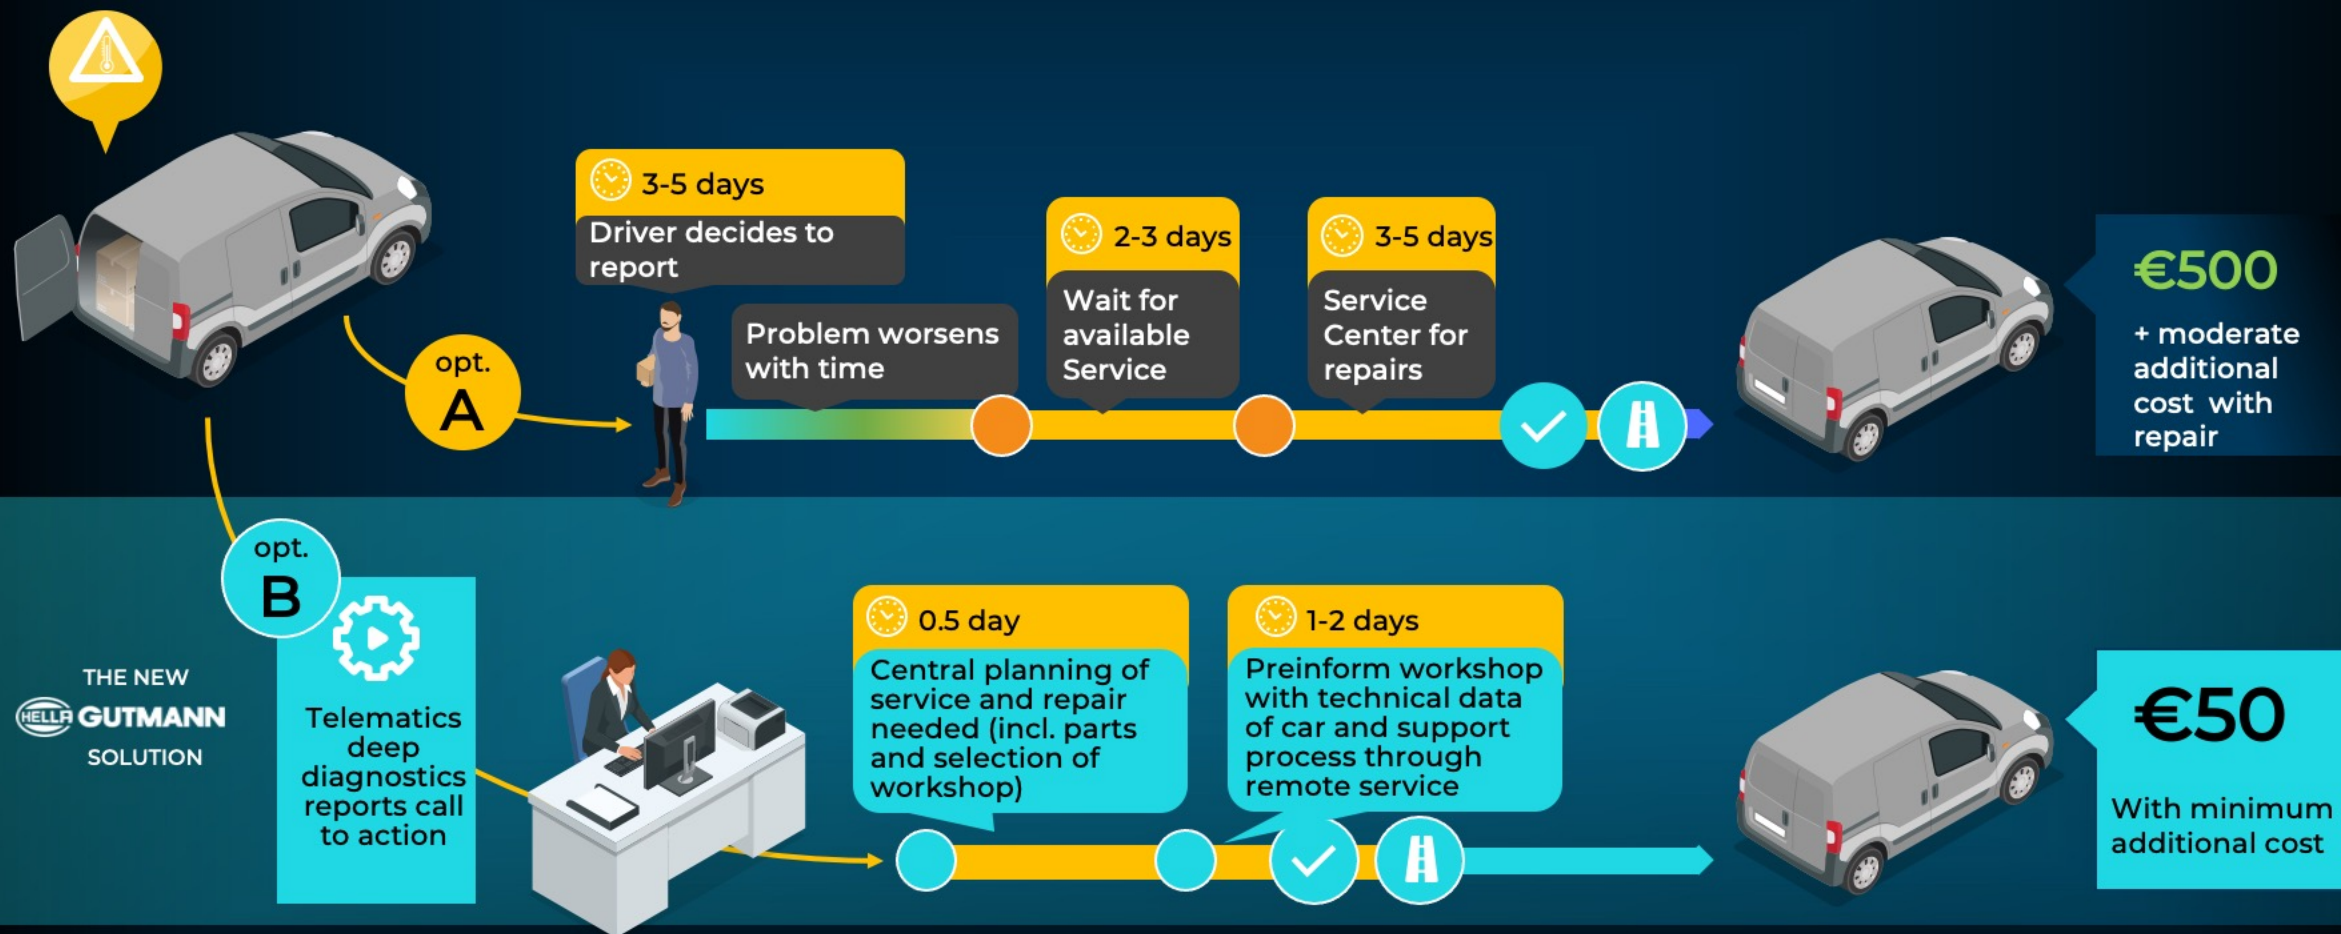 3-5 days
Driver decides to
report
Problem worsens
with time
2-3 days
Wait for
available
Service
3-5 days
Service
Center for
repairs
€500
+ moderate
additional
cost with
repair
opt.
A
opt.
B
THE NEW
HELLA GUTMANN
SOLUTION
Telematics
deep
diagnostics
reports call
to action
0.5 day
Central planning of
service and repair
needed (incl. parts
and selection of
workshop)
1-2 days
Preinform workshop
with technical data
of car and support
process through
remote service
€50
With minimum
additional cost